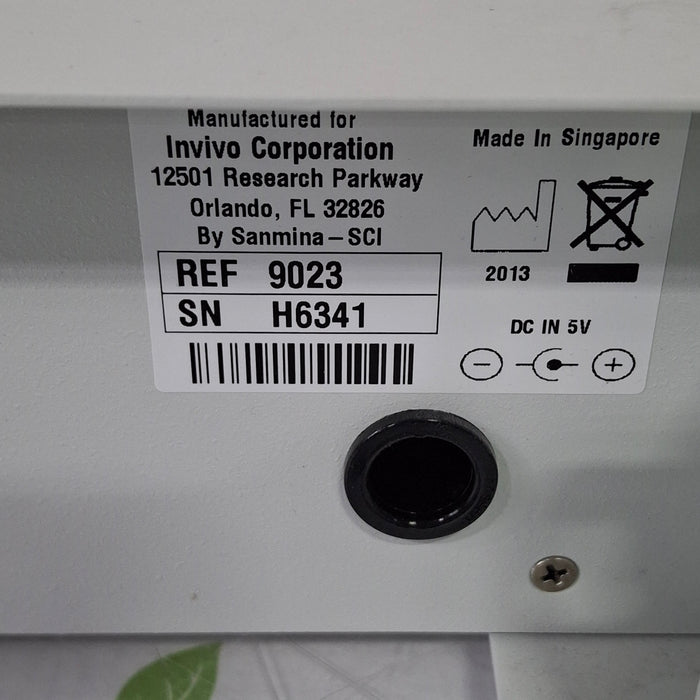 Manufactured for
Invivo Corporation
12501 Research Parkway
Orlando, FL 32826
By Sanmina-SCI
REF 9023
SN H6341
Made In Singapore
2013
DC IN 5V